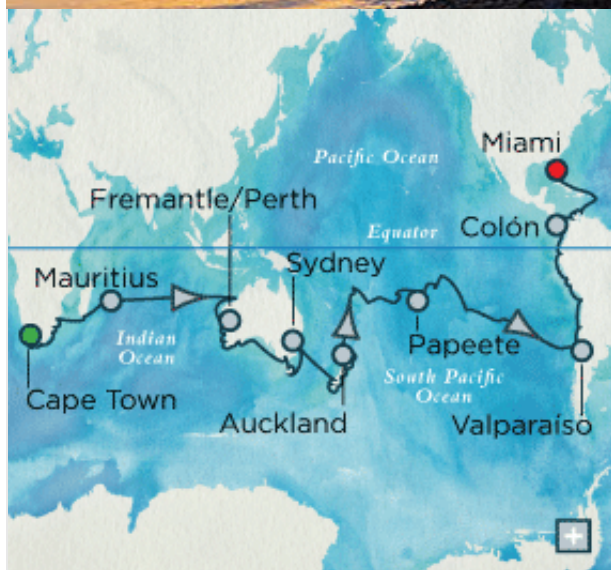 Miami
Pacific Ocean
Fremantle/Perth
Colón
Equator
Sydney
Mauritius
Indian
Ocean
Papeete
South Pacific
Ocean
Cape Town
Auckland
Valparaíso
+